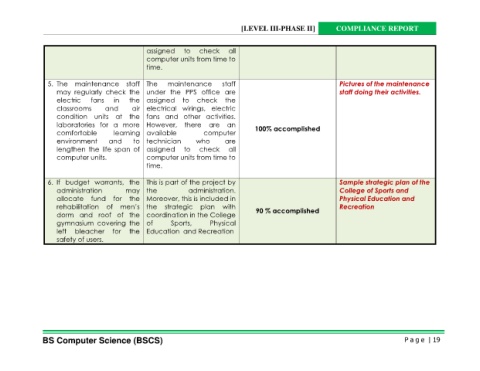 [LEVEL III-PHASE II] COMPLIANCE REPORT
assigned to check all
computer units from time to
time.
5. The maintenance staff
may regularly check the
electric fans in the
classrooms and air
condition units at the
laboratories for a more
comfortable learning
environment and to
lengthen the life span of
computer units.
The maintenance staff
under the PPS office are
assigned to check the
electrical wirings, electric
fans and other activities.
However, there are an
available computer
technician who are
assigned to check all
computer units from time to
time.
100% accomplished
Pictures of the maintenance
staff doing their activities.
6. If budget warrants, the
administration may
allocate fund for the
rehabilitation of men's
dorm and roof of the
gymnasium covering the
left bleacher for the
safety of users.
This is part of the project by
the administration.
Moreover, this is included in
the strategic plan with
coordination in the College
of Sports, Physical
Education and Recreation
90 % accomplished
Sample strategic plan of the
College of Sports and
Physical Education and
Recreation
BS Computer Science (BSCS)
Page | 19